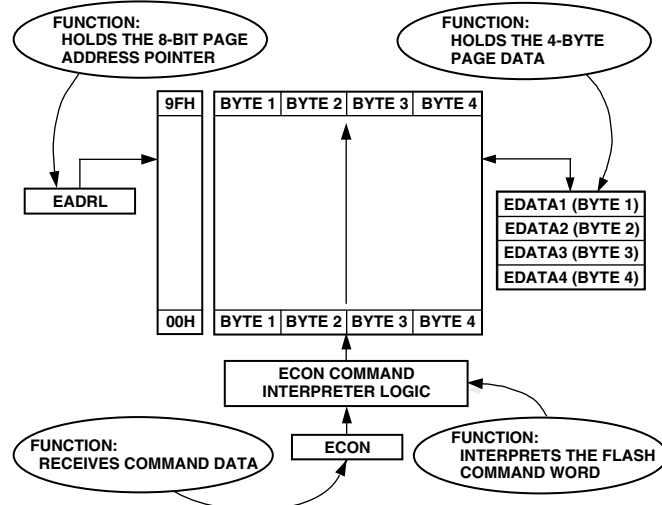 FUNCTION:
HOLDS THE 8-BIT PAGE
ADDRESS POINTER
FUNCTION:
HOLDS THE 4-BYTE
PAGE DATA
9FH
BYTE 1 BYTE 2 BYTE 3 BYTE 4
EADRL
EDATA1 (BYTE 1)
EDATA2 (BYTE 2)
EDATA3 (BYTE 3)
EDATA4 (BYTE 4)
00H
BYTE 1 BYTE 2 BYTE 3 BYTE 4
ECON COMMAND
INTERPRETER LOGIC
FUNCTION:
RECEIVES COMMAND DATA
ECON
FUNCTION:
INTERPRETS THE FLASH
COMMAND WORD